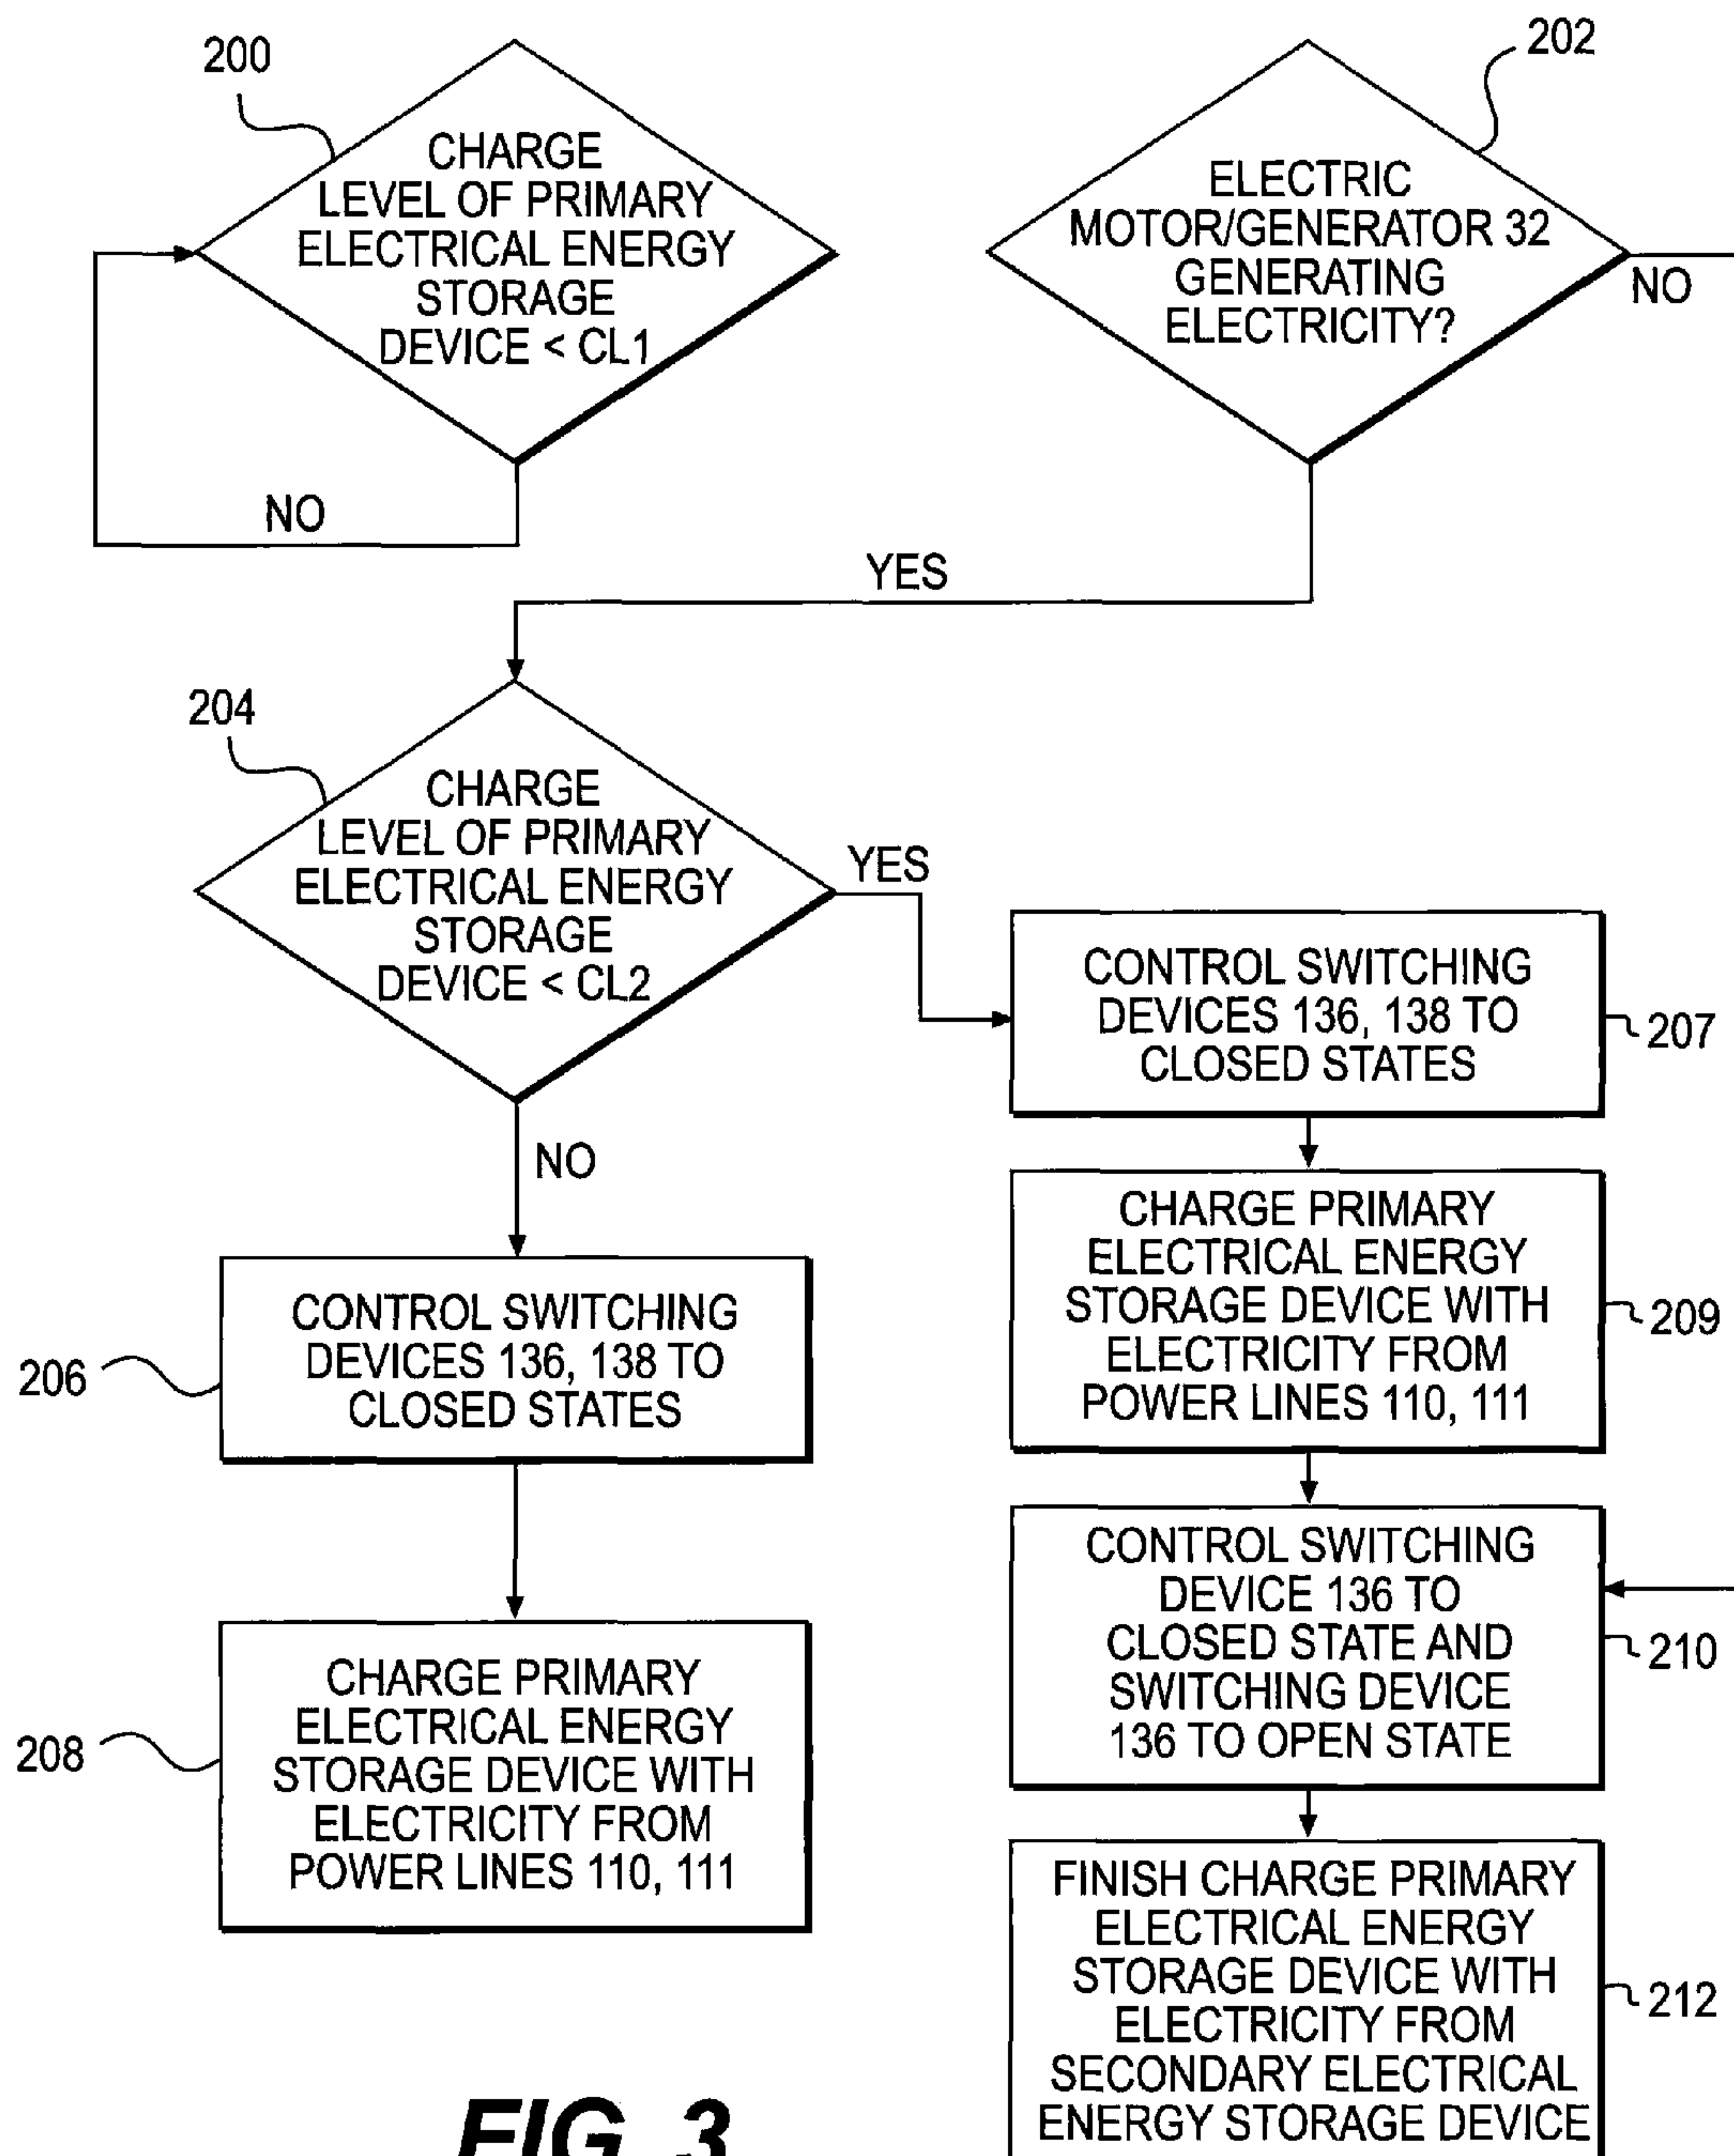 200
CHARGE
LEVEL OF PRIMARY
ELECTRICAL ENERGY
STORAGE
DEVICE < CL1
NO
202
ELECTRIC
MOTOR/GENERATOR 32
GENERATING
ELECTRICITY?
NO
YES
204
CHARGE
LEVEL OF PRIMARY
ELECTRICAL ENERGY
STORAGE
DEVICE < CL2
YES
NO
CONTROL SWITCHING
DEVICES 136, 138 TO
CLOSED STATES
207
CHARGE PRIMARY
ELECTRICAL ENERGY
STORAGE DEVICE WITH
ELECTRICITY FROM
POWER LINES 110, 111
209
206
CONTROL SWITCHING
DEVICES 136, 138 TO
CLOSED STATES
208
CHARGE PRIMARY
ELECTRICAL ENERGY
STORAGE DEVICE WITH
ELECTRICITY FROM
POWER LINES 110, 111
CONTROL SWITCHING
DEVICE 136 TO
CLOSED STATE AND
SWITCHING DEVICE
136 TO OPEN STATE
210
FINISH CHARGE PRIMARY
ELECTRICAL ENERGY
STORAGE DEVICE WITH
ELECTRICITY FROM
SECONDARY ELECTRICAL
ENERGY STORAGE DEVICE
212
FIG. 3